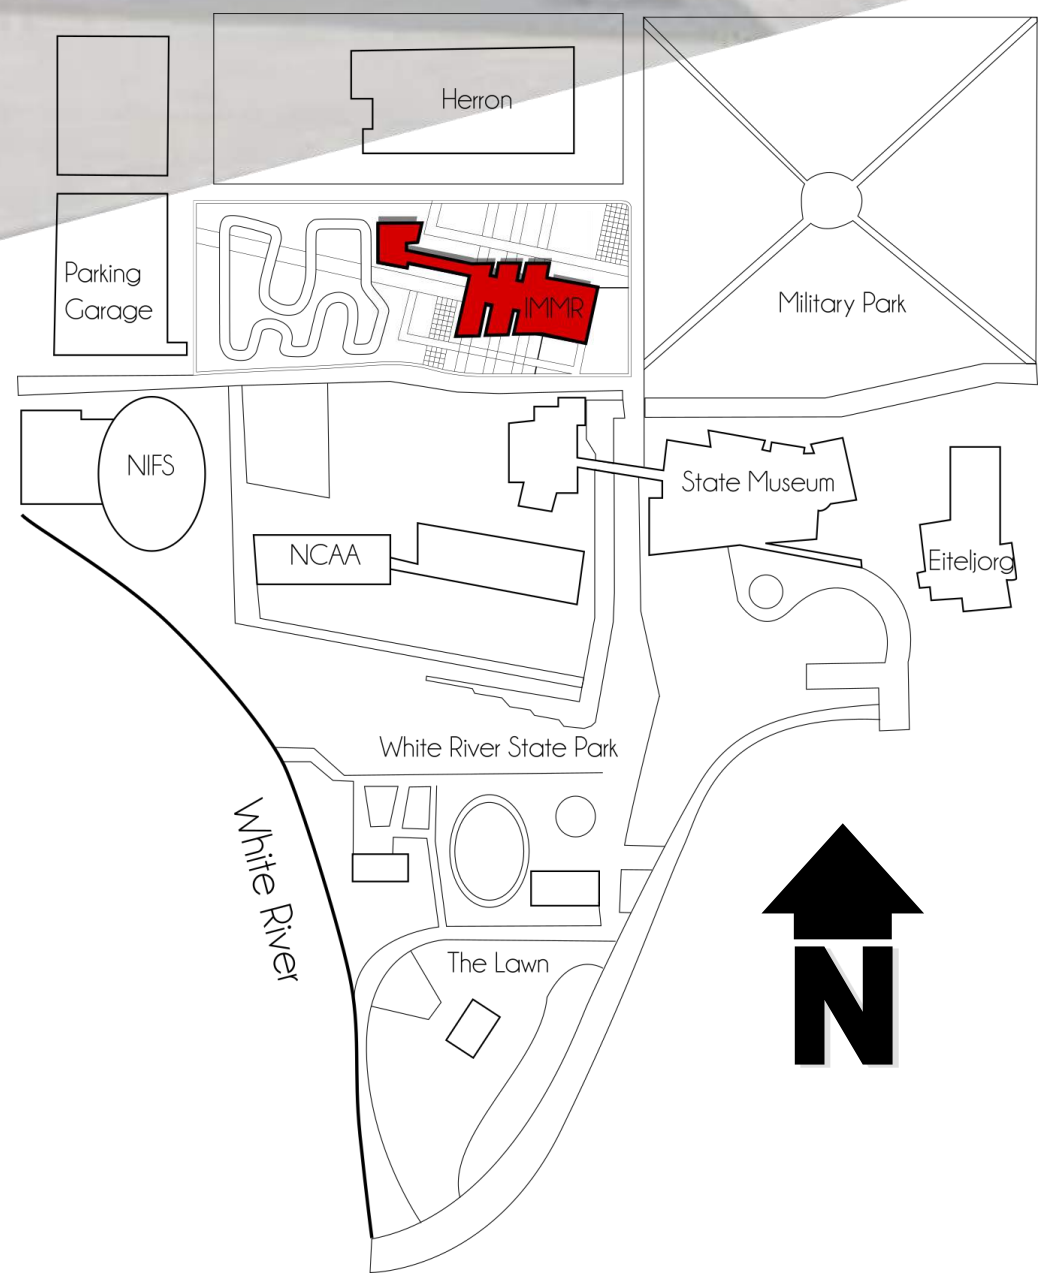 Herron
Parking
Garage
IMMR
Military Park
NIFS
State Museum
NCAA
Eiteljorg
White River State Park
White River
The Lawn
N